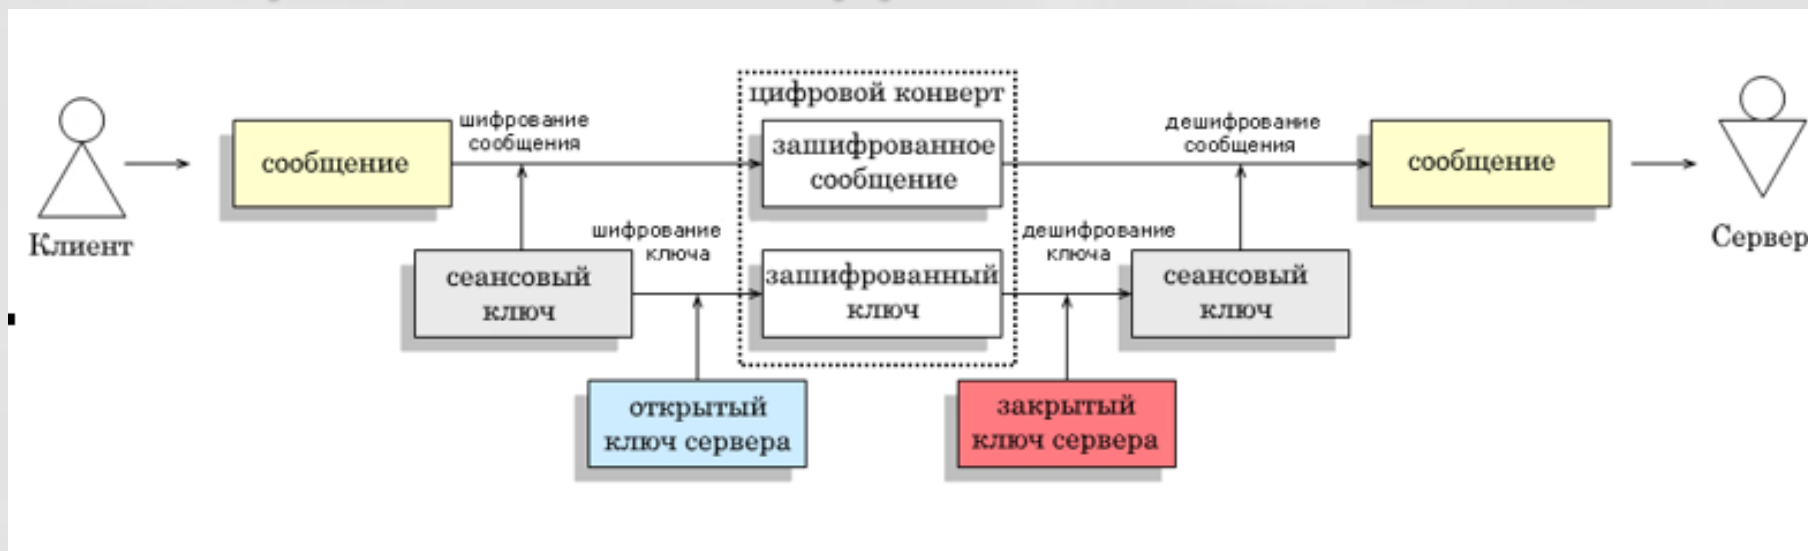 Клиент
сообщение
шифрование
сообщения
цифровой конверт
зашифрованное
сообщение
дешифрование
сообщения
сообщение
Сервер
сеансовый
ключ
шифрование
ключа
зашифрованный
ключ
дешифрование
ключа
сеансовый
ключ
открытый
ключ сервера
закрытый
ключ сервера